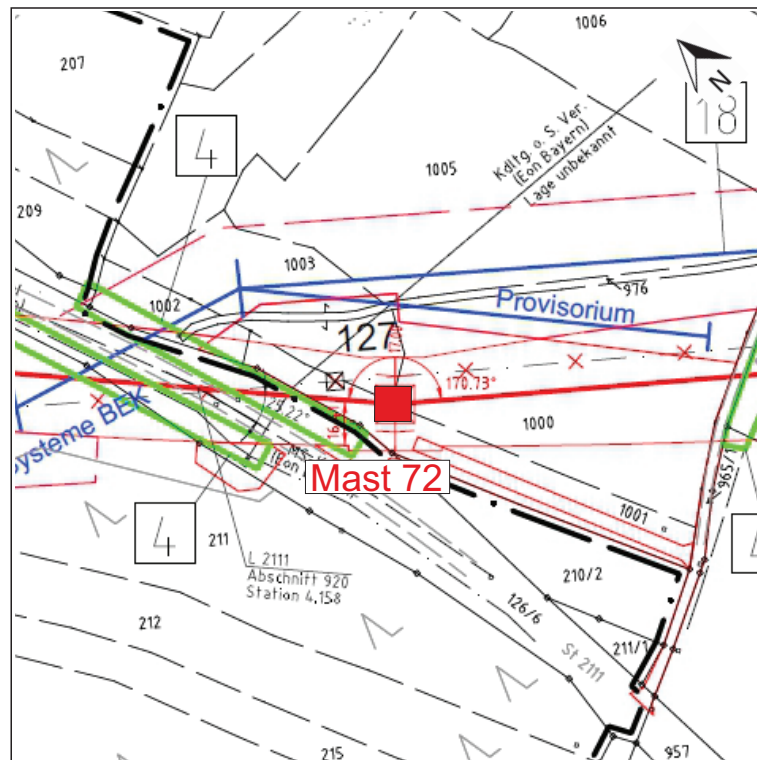 1006
207
N
18
4
Kdltg. o. S. Ver.
(Eon Bayern)
Lage unbekannt
1005
209
1003
976
1002
Provisorium
127
170.73°
1000
Systeme BEK
Mast 72
965/1
1001
4
211
4
L 2111
Abschnitt 920
Station 4.158
210/2
126/6
212
St 2111
211/1
215
957